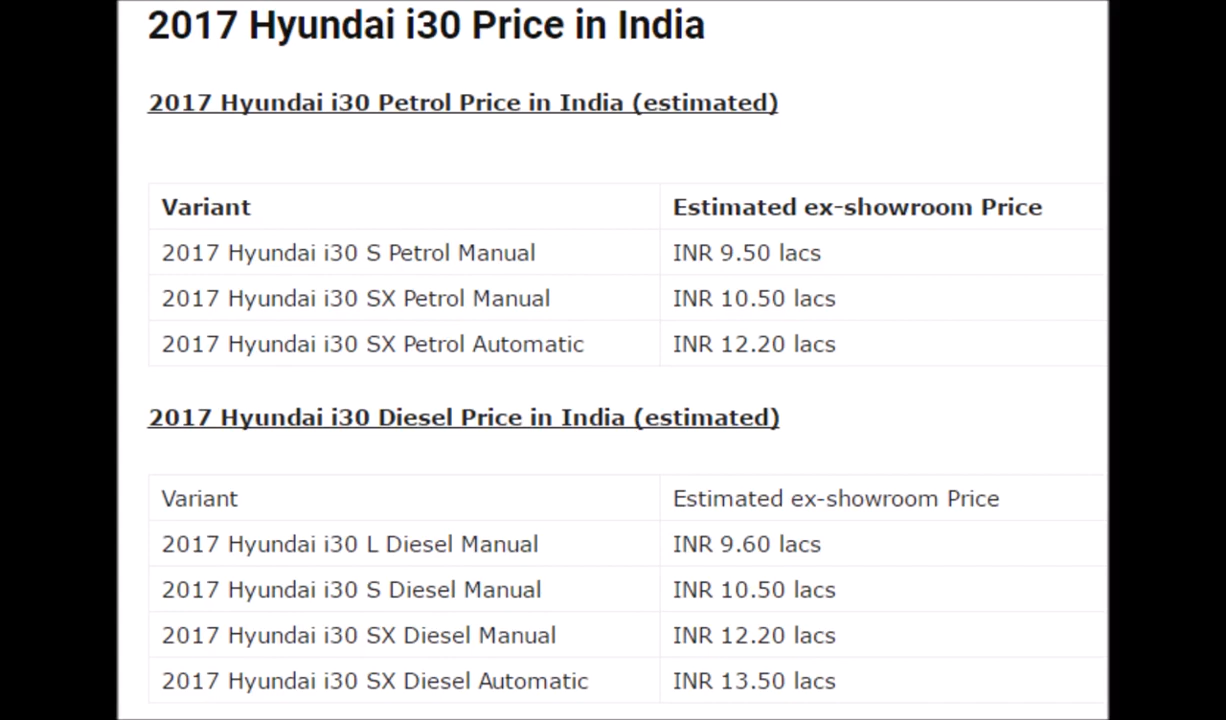 2017 Hyundai i30 Price in India
2017 Hyundai i30 Petrol Price in India (estimated)
Variant Estimated ex-showroom Price
2017 Hyundai i30 S Petrol Manual INR 9.50 lacs
2017 Hyundai i30 SX Petrol Manual INR 10.50 lacs
2017 Hyundai i30 SX Petrol Automatic INR 12.20 lacs
2017 Hyundai i30 Diesel Price in India (estimated)
Variant Estimated ex-showroom Price
2017 Hyundai i30 L Diesel Manual INR 9.60 lacs
2017 Hyundai i30 S Diesel Manual INR 10.50 lacs
2017 Hyundai i30 SX Diesel Manual INR 12.20 lacs
2017 Hyundai i30 SX Diesel Automatic INR 13.50 lacs